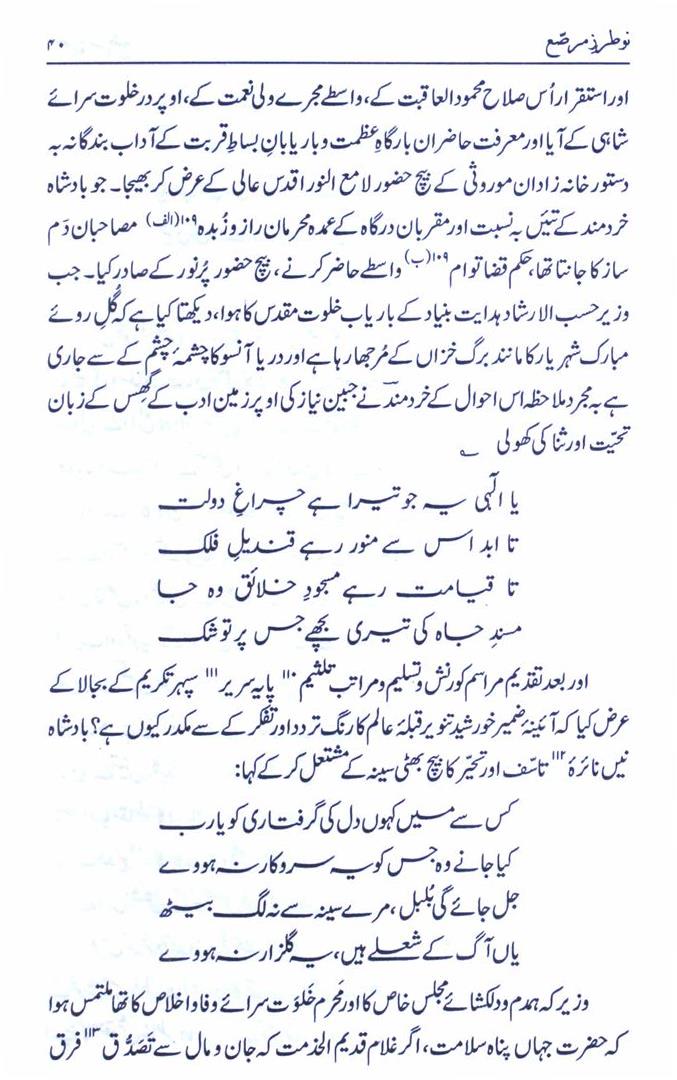 نوطرزِ مرصّع
۴۰
اور استقرار اُس صلاح محمود العاقبت کے، واسطے مجرے ولی نعمت کے، اوپر در خلوت سرائے
شاہی کے آیا اور معرفت حاضرانِ بارگاہِ عظمت و باریابانِ بساطِ قربت کے آداب بندگانہ بہ
دستور خانہ زادان موروثی کے بیچ حضور لامع النور اقدس عالی کے عرض کر بھیجا۔ جو بادشاہ
خردمند کے تئیں بہ نسبت اور مقربان درگاہ کے عمدہ محرمان راز و زُبدہ ۱۰۹(الف) مصاحبان دَم
ساز کا جانتا تھا، حکم قضا توام ۱۰۹(ب) واسطے حاضر کرنے، بیچ حضور پُرنور کے صادر کیا۔ جب
وزیر حسب الارشاد ہدایت بنیاد کے باریاب خلوت مقدس کا ہوا، دیکھتا کیا ہے کہ گُلِ روئے
مبارک شہریار کا مانند برگ خزاں کے مُرجھا رہا ہے اور دریا آنسو کا چشمۂ چشم کے سے جاری
ہے بہ مجرد ملاحظہ اس احوال کے خردمند نے جبین نیاز کی اوپر زمین ادب کے گھِس کے زبان
تحیّت اور ثنا کی کھولی ؎
یا الٰہی یہ جو تیرا ہے چراغِ دولت
تا ابد اس سے منور رہے قندیلِ فلک
تا قیامت رہے مسجودِ خلائق وہ جا
مسندِ جاہ کی تیری بچھے جس پر توشک
اور بعد تقدیم مراسم کورنش و تسلیم و مراتب تلثیم ۱۱۰ پایہ سریر ۱۱۱ سپہر تکریم کے بجا لا کے
عرض کیا کہ آئینۂ ضمیر خورشید تنویر قبلۂ عالم کا رنگ تردد اور تفکر کے سے مکدر کیوں ہے؟ بادشاہ
نیں نائرۂ ۱۱۲ تاسّف اور تحیّر کا بیچ بھٹی سینہ کے مشتعل کر کے کہا:
کس سے میں کہوں دل کی گرفتاری کو یارب
کیا جانے وہ جس کو یہ سروکار نہ ہووے
جل جائے گی بُلبل، مرے سینہ سے نہ لگ بیٹھ
یاں آگ کے شعلے ہیں، یہ گلزار نہ ہووے
وزیر کہ ہمدم و دلکشائے مجلس خاص کا اور مَحرم خَلوَت سرائے وفا و اخلاص کا تھا ملتمس ہوا
کہ حضرت جہاں پناہ سلامت، اگر غلام قدیم الخدمت کہ جان و مال سے تَصَدُّق ۱۱۳ فرق